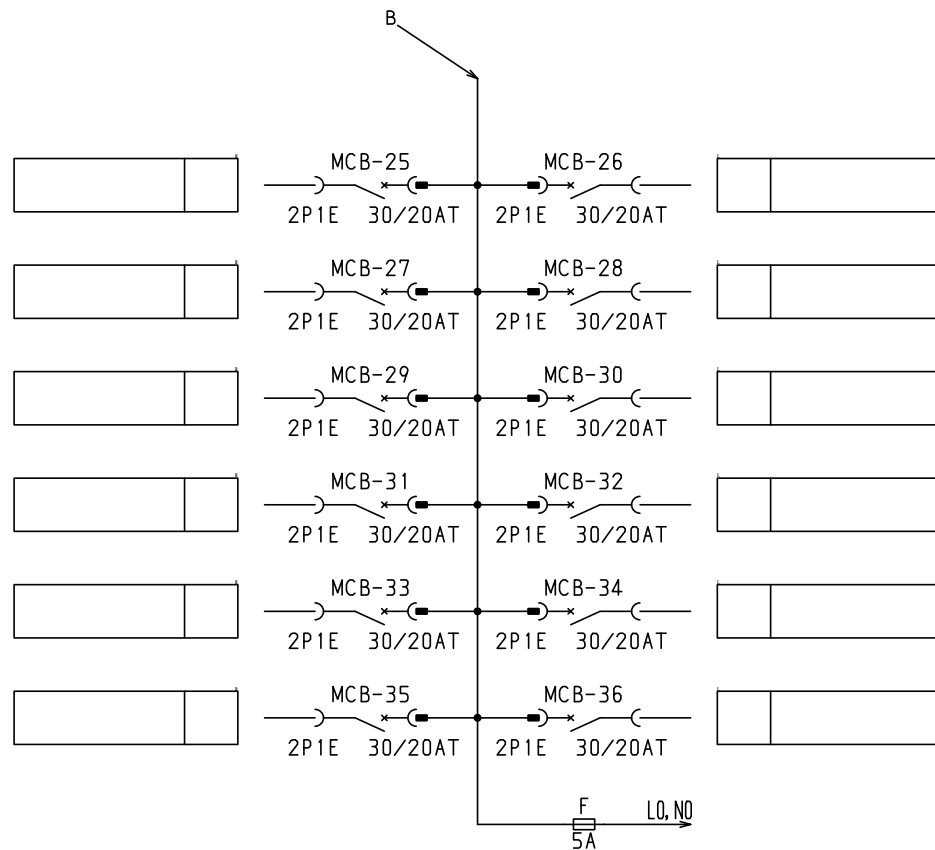 B
MCB-25 MCB-26
2P1E 30/20AT 2P1E 30/20AT
MCB-27 MCB-28
2P1E 30/20AT 2P1E 30/20AT
MCB-29 MCB-30
2P1E 30/20AT 2P1E 30/20AT
MCB-31 MCB-32
2P1E 30/20AT 2P1E 30/20AT
MCB-33 MCB-34
2P1E 30/20AT 2P1E 30/20AT
MCB-35 MCB-36
2P1E 30/20AT 2P1E 30/20AT
F L0,N0
5A